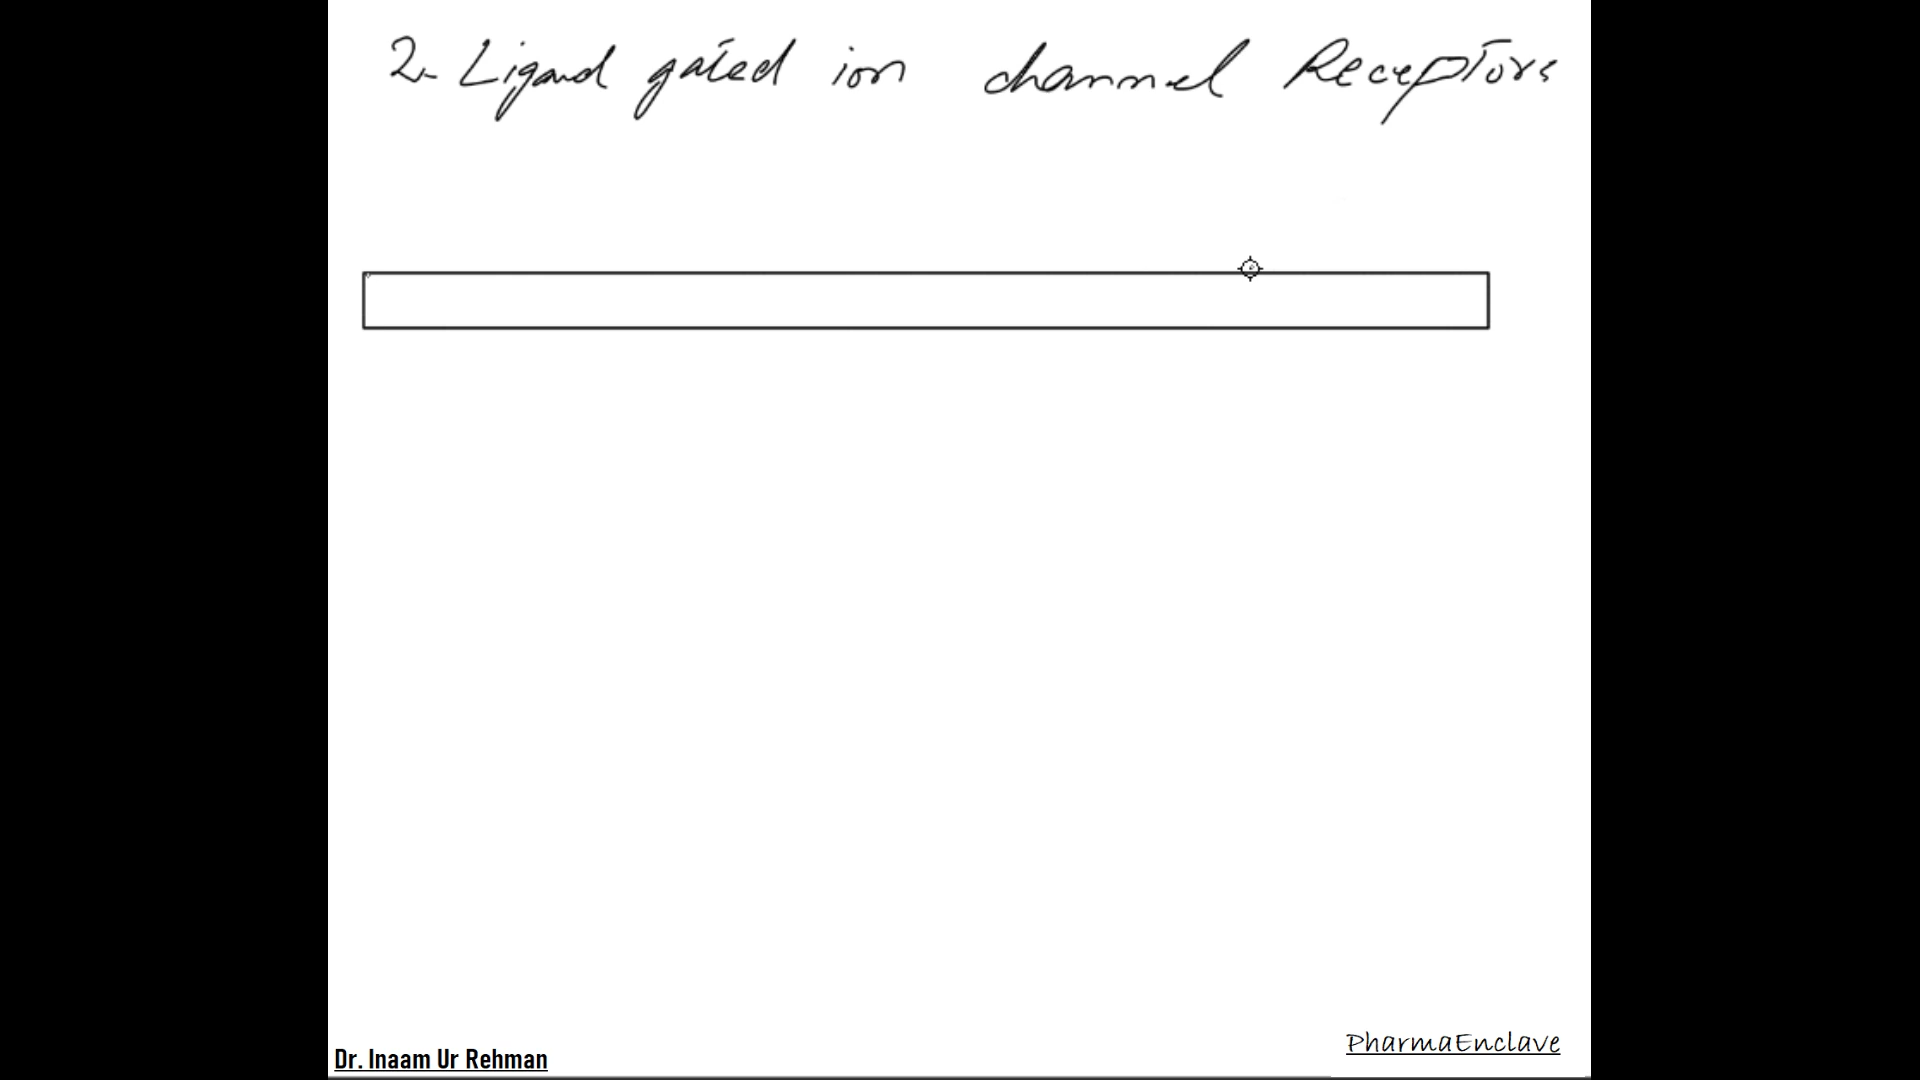 2- Ligand gated ion channel Receptors
Dr. Inaam Ur Rehman
PharmaEnclave